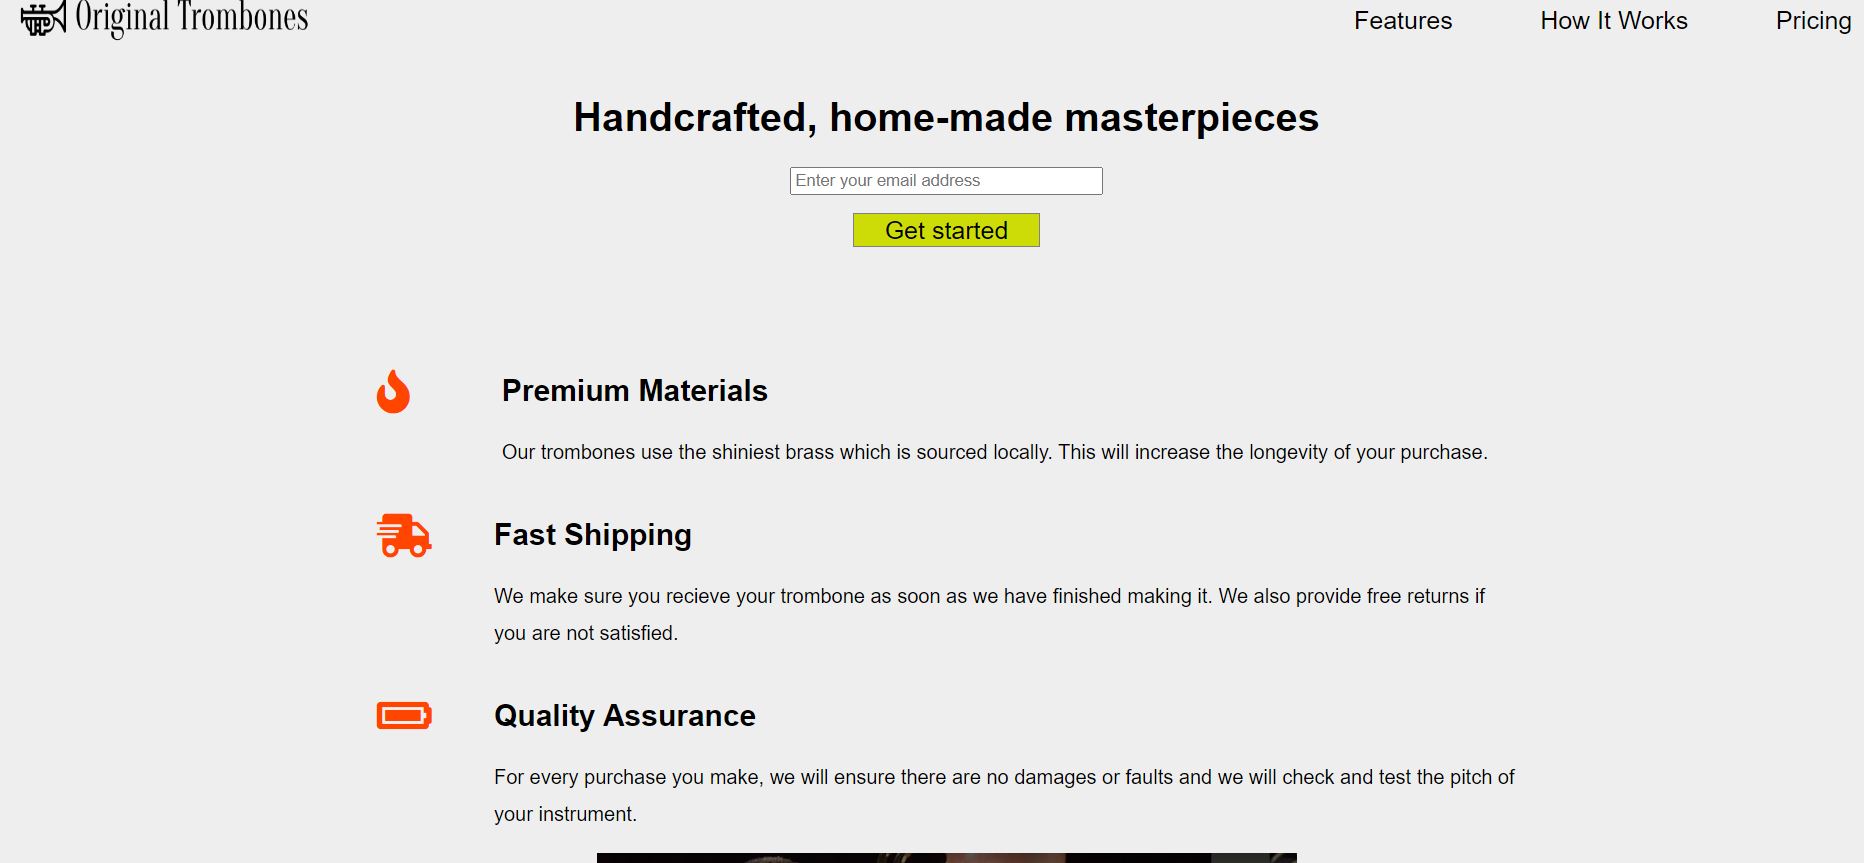 Original Trombones
Features
How It Works
Pricing
Handcrafted, home-made masterpieces
Enter your email address
Get started
Premium Materials
Our trombones use the shiniest brass which is sourced locally. This will increase the longevity of your purchase.
Fast Shipping
We make sure you recieve your trombone as soon as we have finished making it. We also provide free returns if
you are not satisfied.
Quality Assurance
For every purchase you make, we will ensure there are no damages or faults and we will check and test the pitch of
your instrument.